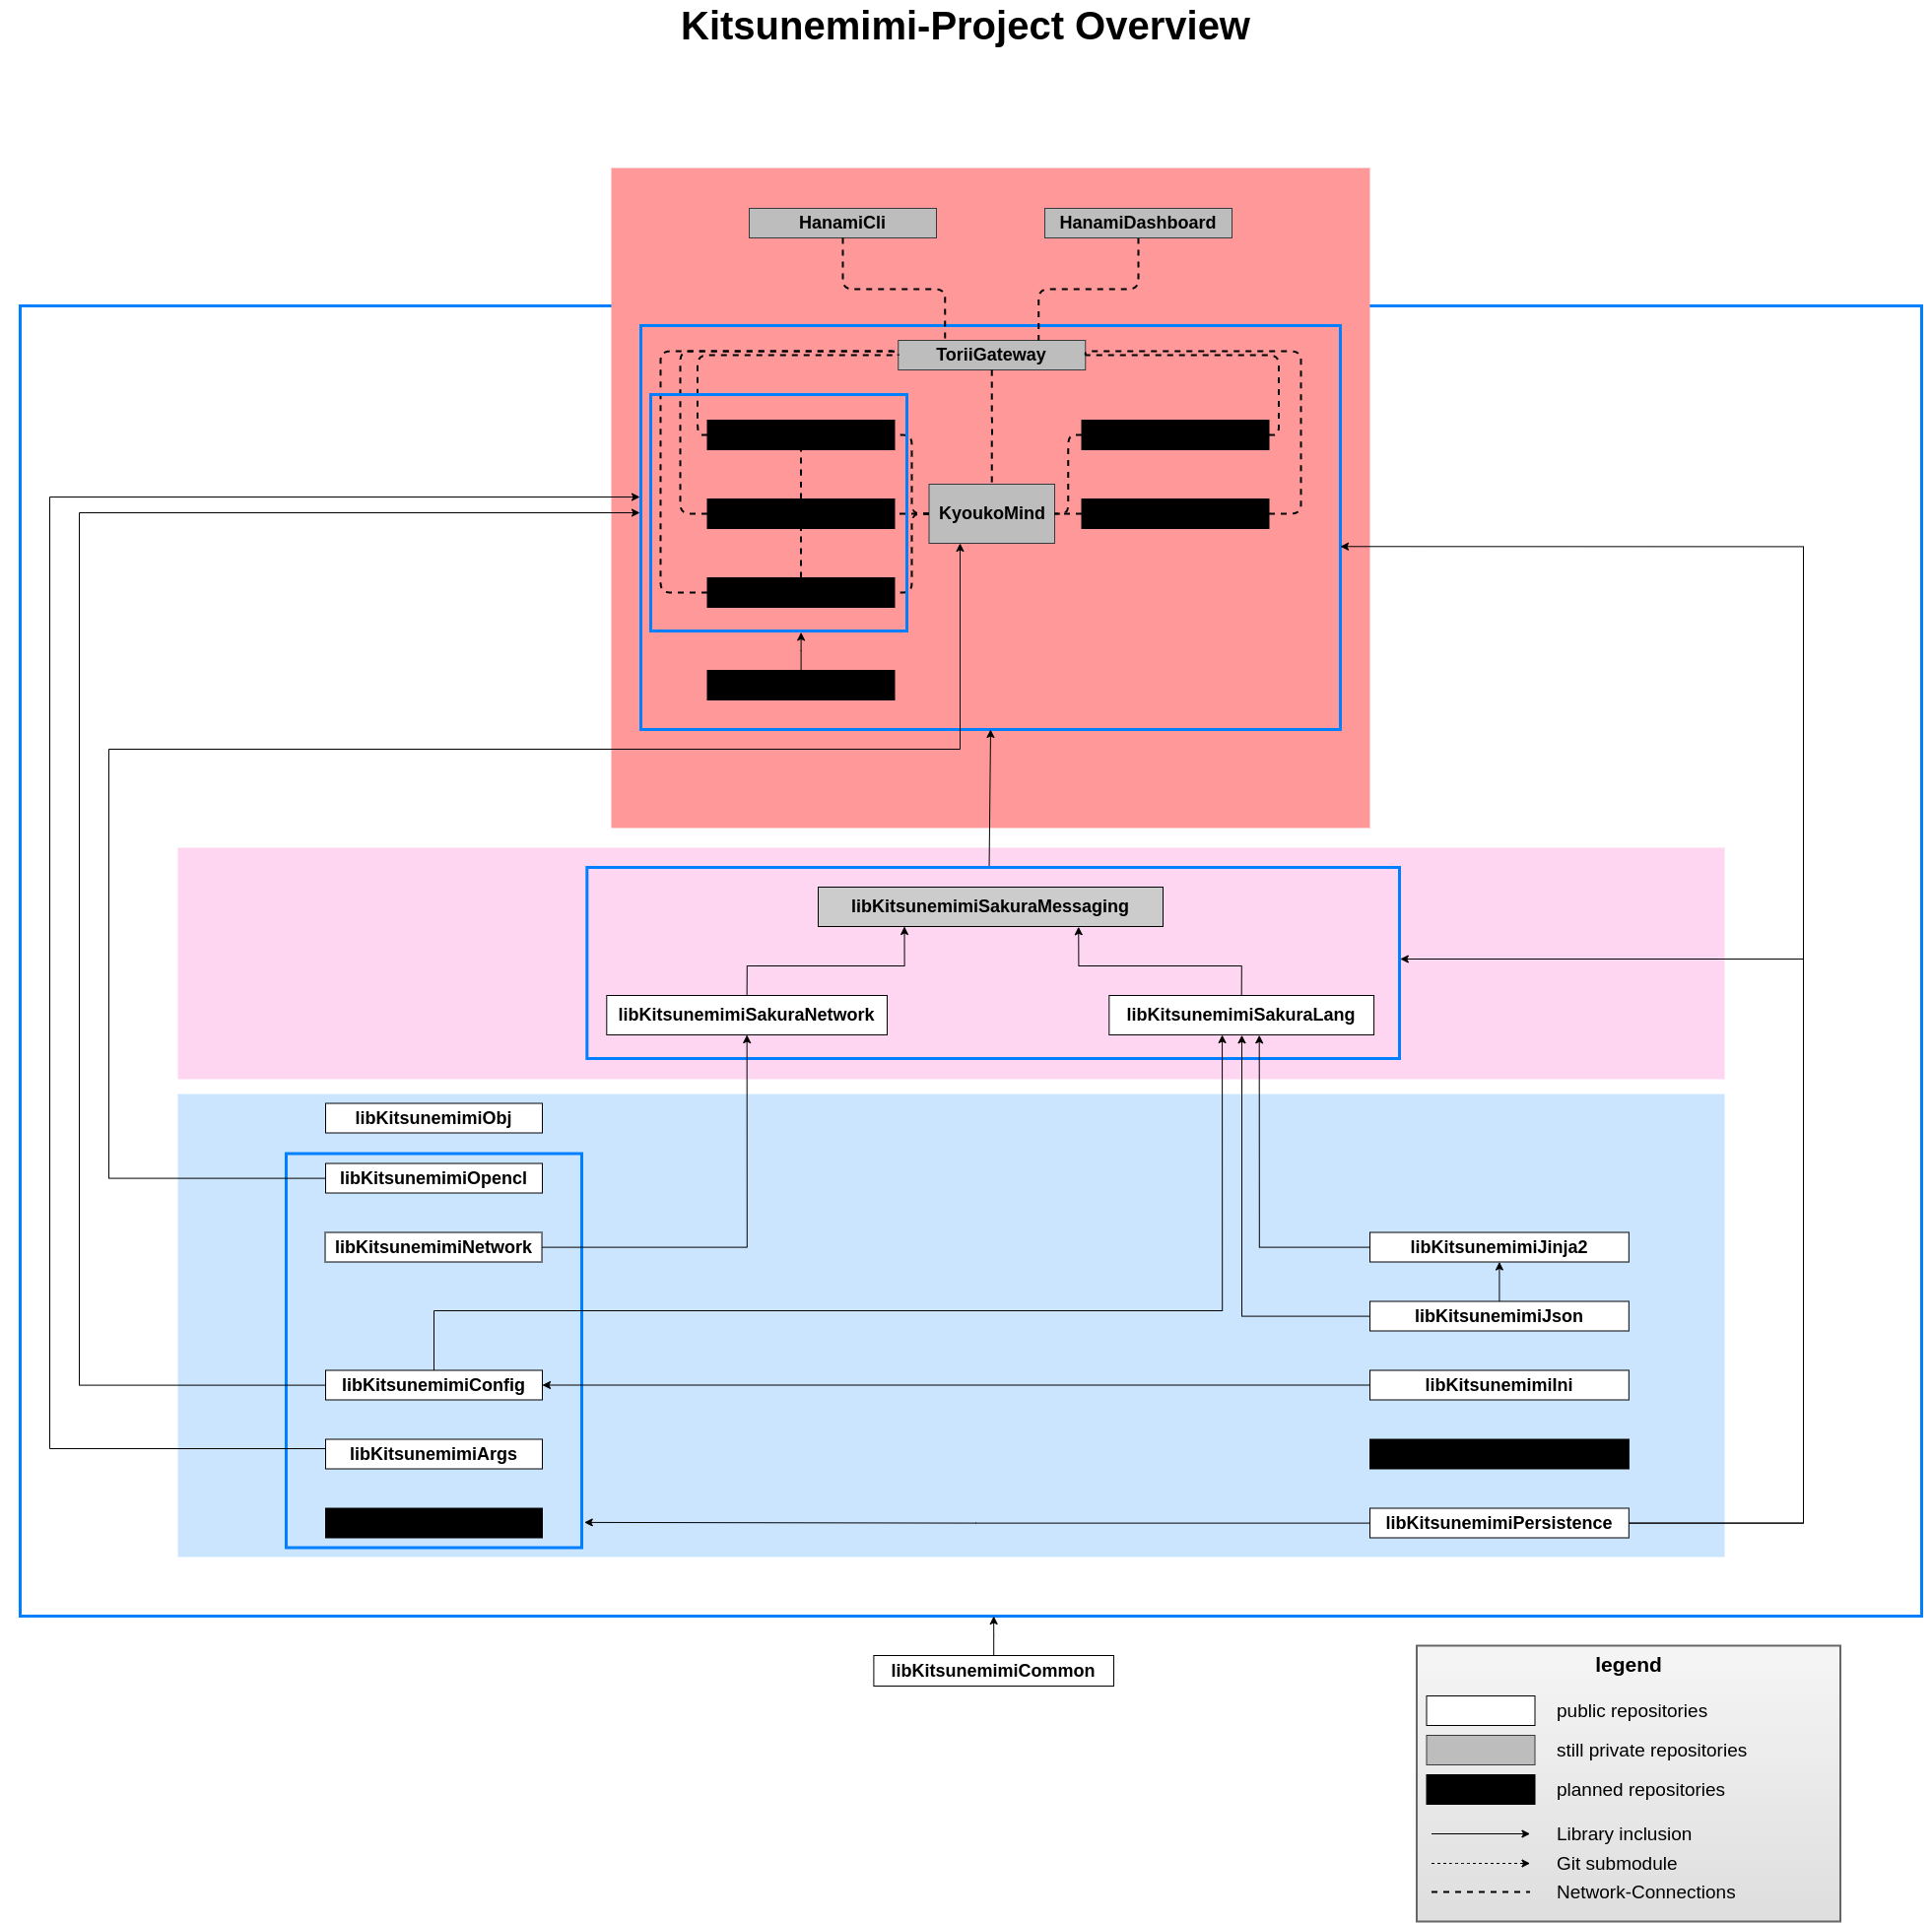 Kitsunemimi-Project Overview
HanamiCli
HanamiDashboard
ToriiGateway
KyoukoMind
libKitsunemimiSakuraMessaging
libKitsunemimiSakuraNetwork
libKitsunemimiSakuraLang
libKitsunemimiObj
libKitsunemimiOpencl
libKitsunemimiNetwork
libKitsunemimiJinja2
libKitsunemimiJson
libKitsunemimiConfig
libKitsunemimiIni
libKitsunemimiArgs
libKitsunemimiPersistence
libKitsunemimiCommon
legend
public repositories
still private repositories
planned repositories
Library inclusion
Git submodule
Network-Connections